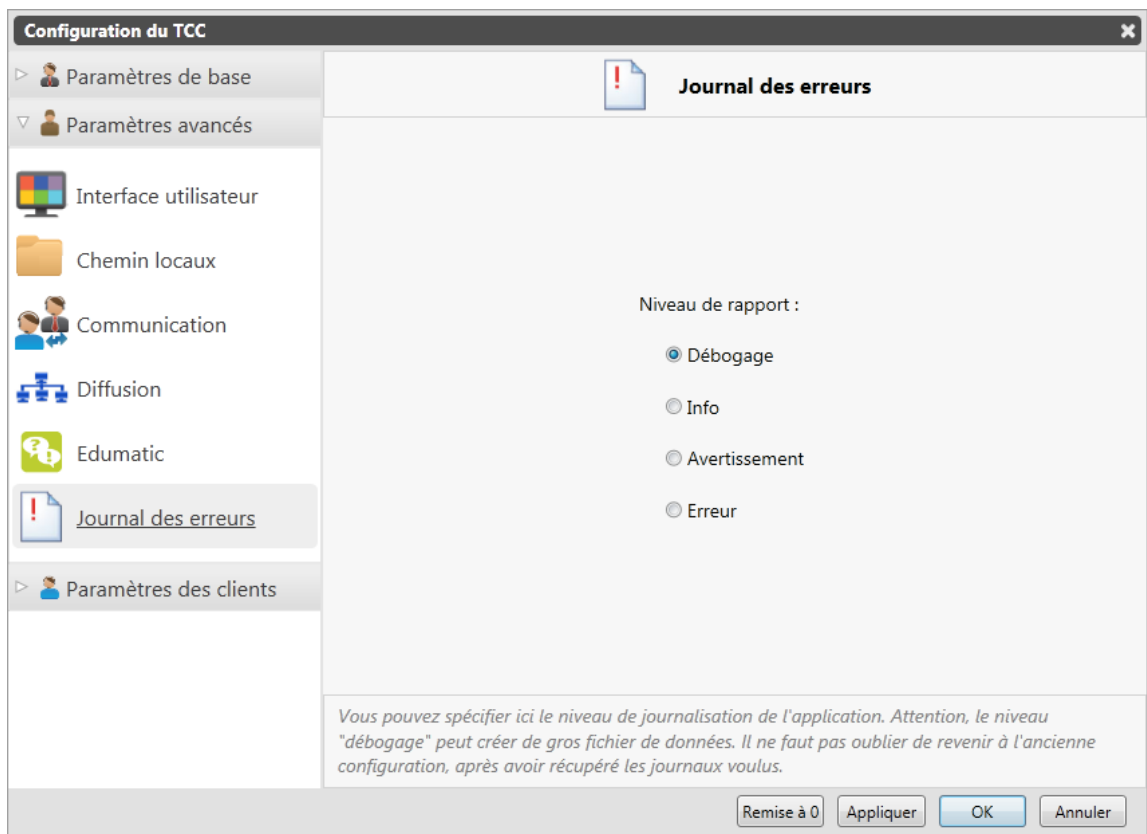 Configuration du TCC
Paramètres de base
Paramètres avancés
Interface utilisateur
Chemin locaux
Communication
Diffusion
Edumatic
Journal des erreurs
Paramètres des clients
Journal des erreurs
Niveau de rapport :
Débogage
Info
Avertissement
Erreur
Vous pouvez spécifier ici le niveau de journalisation de l'application. Attention, le niveau
"débogage" peut créer de gros fichier de données. Il ne faut pas oublier de revenir à l'ancienne
configuration, après avoir récupéré les journaux voulus.
Remise à 0 Appliquer OK Annuler